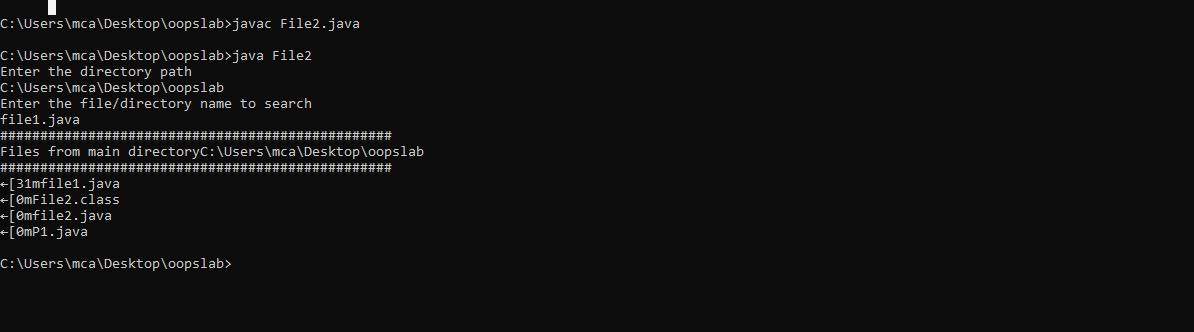 C:\Users\mca\Desktop\oopslab>javac File2.java
C:\Users\mca\Desktop\oopslab>java File2
Enter the directory path
C:\Users\mca\Desktop\oopslab
Enter the file/directory name to search
file1.java
#################################################
Files from main directoryC:\Users\mca\Desktop\oopslab
#################################################
←[31mfile1.java
←[0mFile2.class
←[0mfile2.java
←[0mP1.java
C:\Users\mca\Desktop\oopslab>